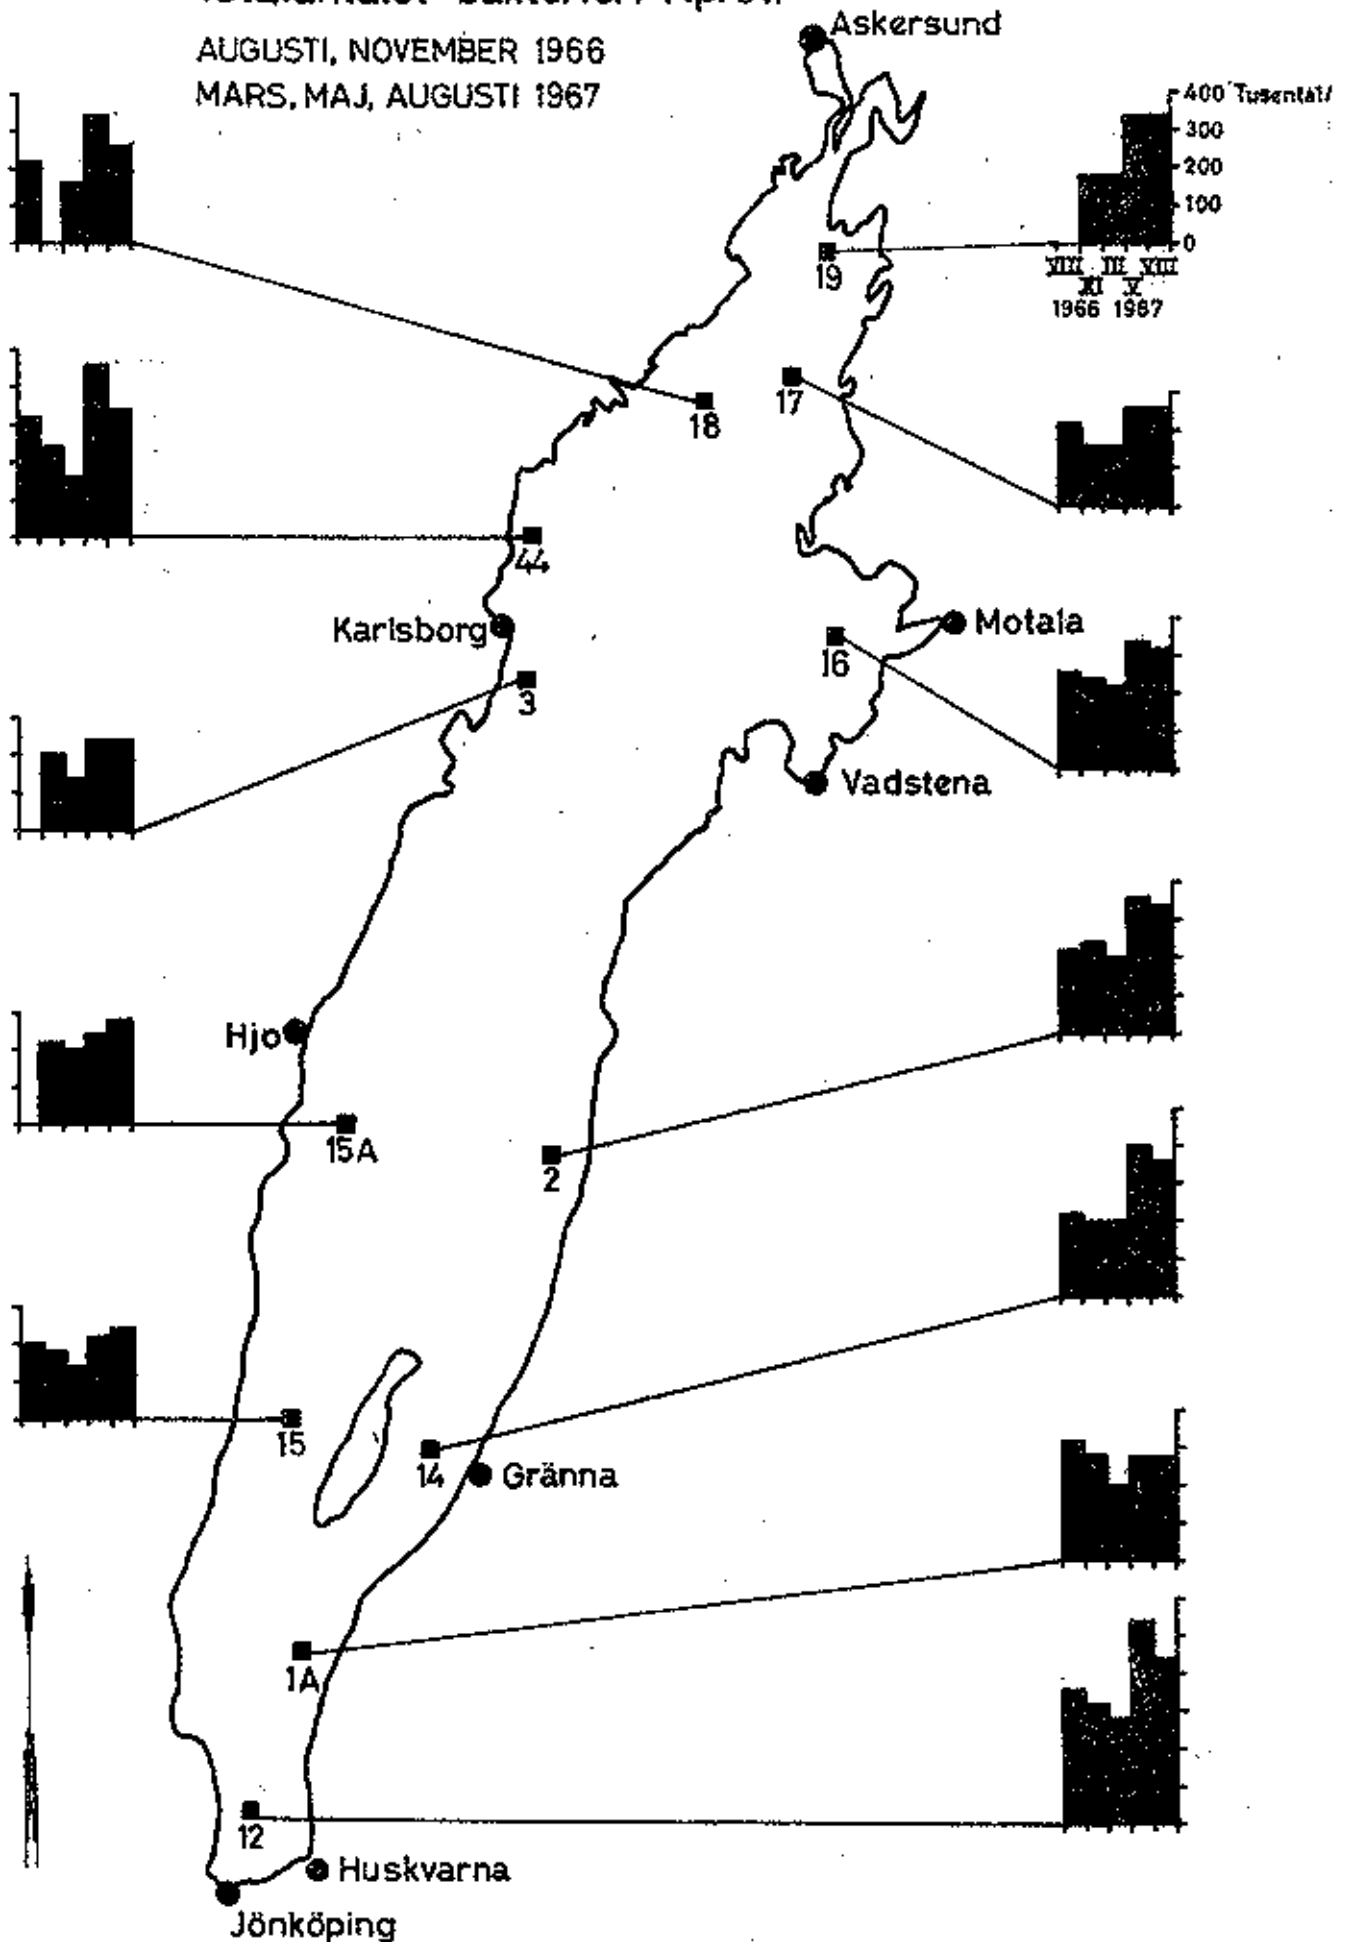 AUGUSTI, NOVEMBER 1966
MARS, MAJ, AUGUSTI 1967
Askersund
400 Tusental/
300
200
100
0
VIII III VIII
XI V
1966 1967
19
17
18
44
Karlsborg
Motala
16
3
Vadstena
Hjo
15A
2
15
14
Gränna
1A
12
Huskvarna
Jönköping